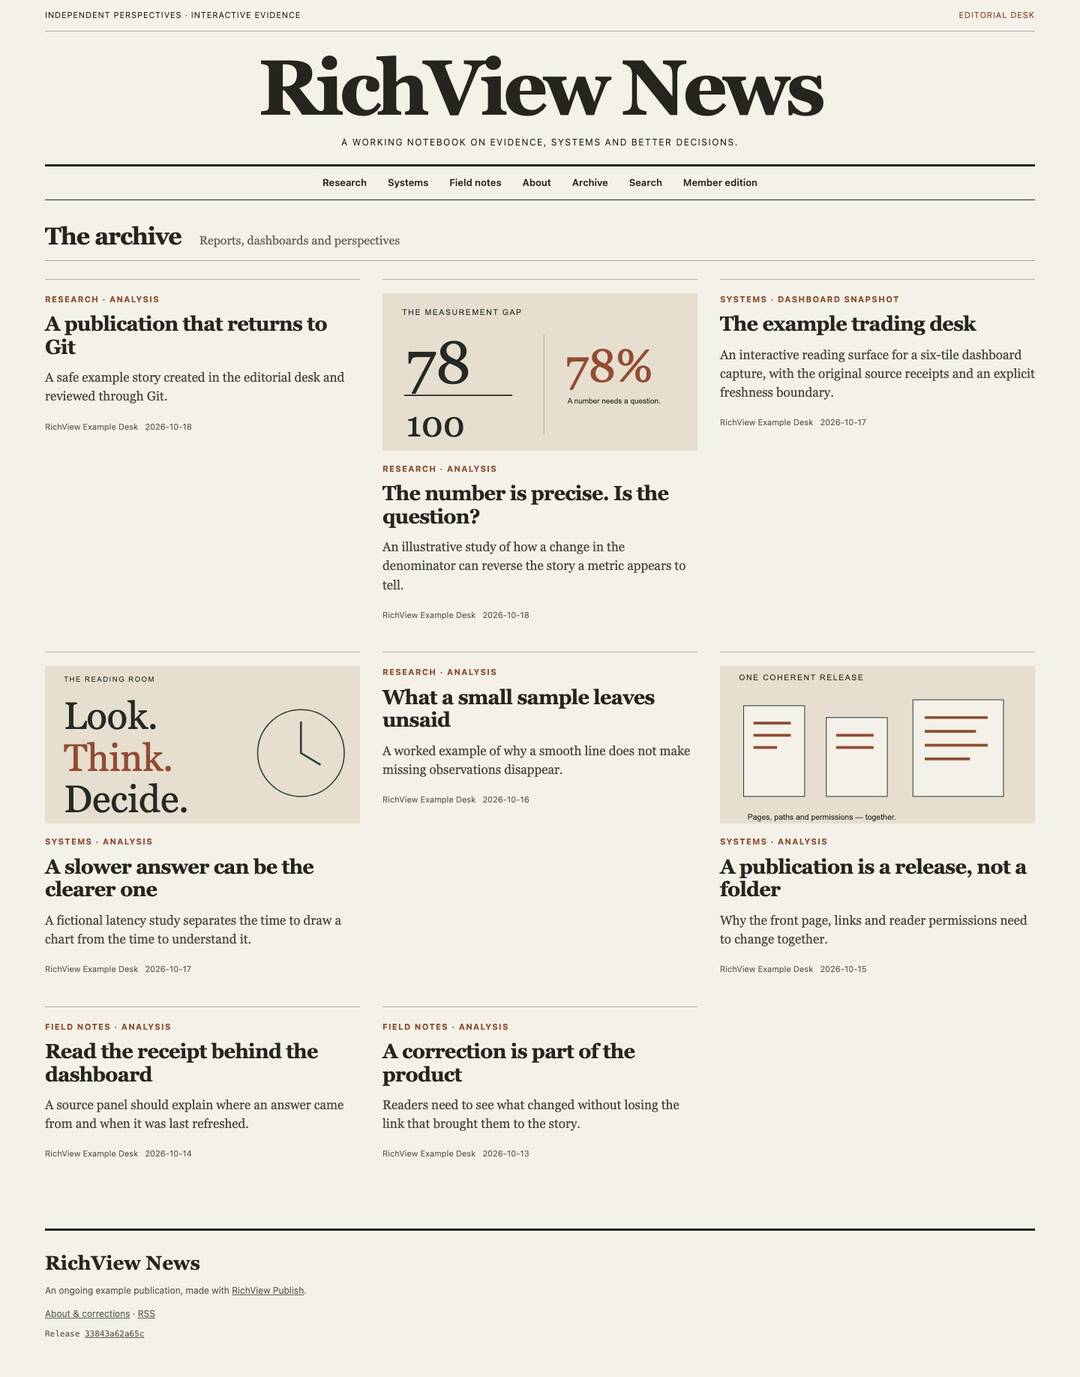 INDEPENDENT PERSPECTIVES · INTERACTIVE EVIDENCE
EDITORIAL DESK
RichView News
A WORKING NOTEBOOK ON EVIDENCE, SYSTEMS AND BETTER DECISIONS.
Research Systems Field notes About Archive Search Member edition
The archive Reports, dashboards and perspectives
RESEARCH · ANALYSIS
A publication that returns to
Git
A safe example story created in the editorial desk and
reviewed through Git.
RichView Example Desk 2026-10-18
THE MEASUREMENT GAP
78
100
78%
A number needs a question.
RESEARCH · ANALYSIS
The number is precise. Is the
question?
An illustrative study of how a change in the
denominator can reverse the story a metric appears to
tell.
RichView Example Desk 2026-10-18
SYSTEMS · DASHBOARD SNAPSHOT
The example trading desk
An interactive reading surface for a six-tile dashboard
capture, with the original source receipts and an explicit
freshness boundary.
RichView Example Desk 2026-10-17
THE READING ROOM
Look.
Think.
Decide.
SYSTEMS · ANALYSIS
A slower answer can be the
clearer one
A fictional latency study separates the time to draw a
chart from the time to understand it.
RichView Example Desk 2026-10-17
RESEARCH · ANALYSIS
What a small sample leaves
unsaid
A worked example of why a smooth line does not make
missing observations disappear.
RichView Example Desk 2026-10-16
ONE COHERENT RELEASE
Pages, paths and permissions — together.
SYSTEMS · ANALYSIS
A publication is a release, not a
folder
Why the front page, links and reader permissions need
to change together.
RichView Example Desk 2026-10-15
FIELD NOTES · ANALYSIS
Read the receipt behind the
dashboard
A source panel should explain where an answer came
from and when it was last refreshed.
RichView Example Desk 2026-10-14
FIELD NOTES · ANALYSIS
A correction is part of the
product
Readers need to see what changed without losing the
link that brought them to the story.
RichView Example Desk 2026-10-13
RichView News
An ongoing example publication, made with RichView Publish.
About & corrections · RSS
Release 33843a62a65c